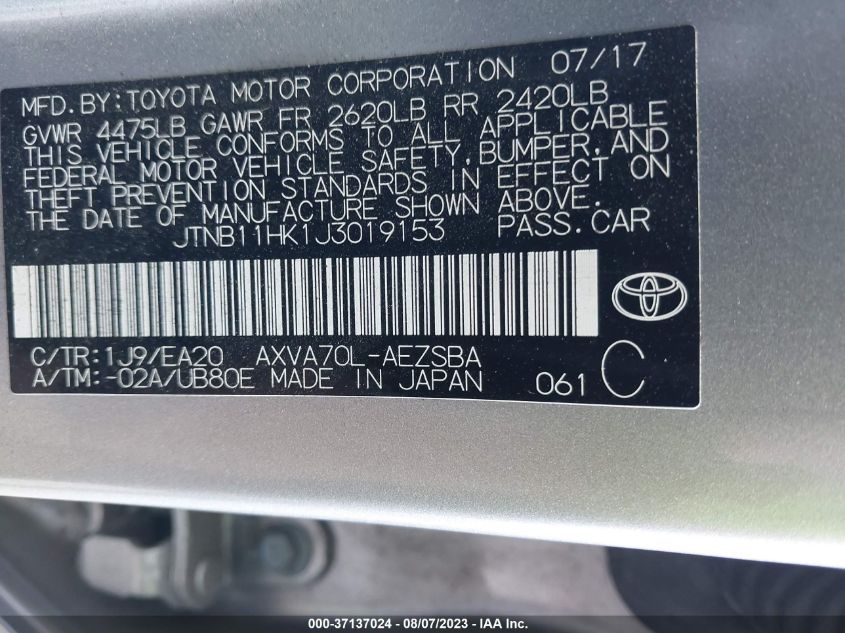 MFD.BY:TOYOTA MOTOR CORPORATION 07/17
GVWR 4475LB GAWR FR 2620LB RR 2420LB
THIS VEHICLE CONFORMS TO ALL APPLICABLE
FEDERAL MOTOR VEHICLE SAFETY,BUMPER,AND
THEFT PREVENTION STANDARDS IN EFFECT ON
THE DATE OF MANUFACTURE SHOWN ABOVE.
JTNB11HK1J3019153 PASS.CAR
C/TR:1J9/EA20 AXVA70L-AEZSBA
A/TM:-02A/UB80E MADE IN JAPAN 061 C
000-37137024 - 08/07/2023 - IAA Inc.